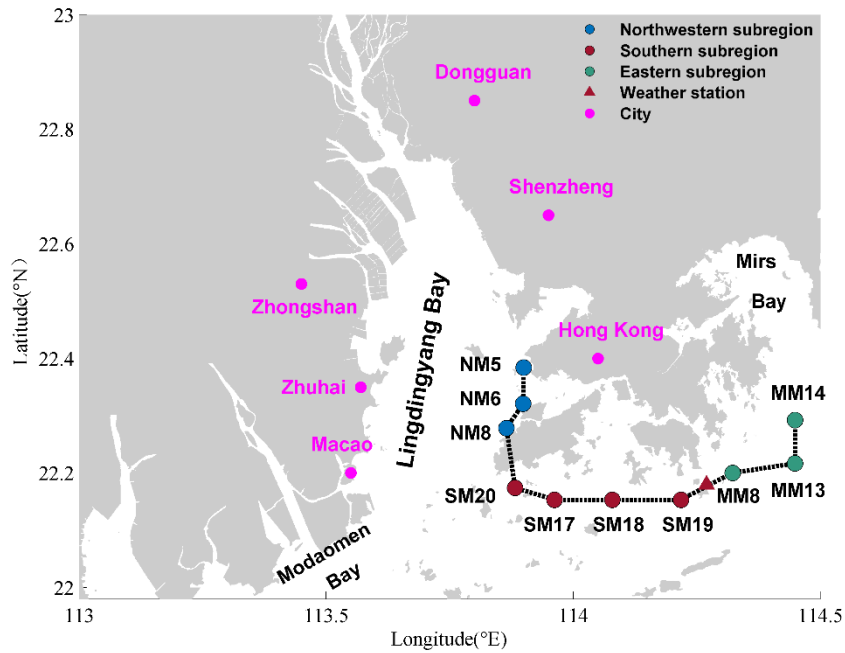 23
22.8
22.6
22.4
22.2
22
Latitude(°N)
113
113.5
114
114.5
Longitude(°E)
Northwestern subregion
Southern subregion
Eastern subregion
Weather station
City
Dongguan
Shenzheng
Mirs
Bay
Zhongshan
Lingdingyang Bay
Hong Kong
NM5
Zhuhai
NM6
MM14
NM8
Macao
SM20
MM8
MM13
SM17
SM18
SM19
Modaomen
Bay